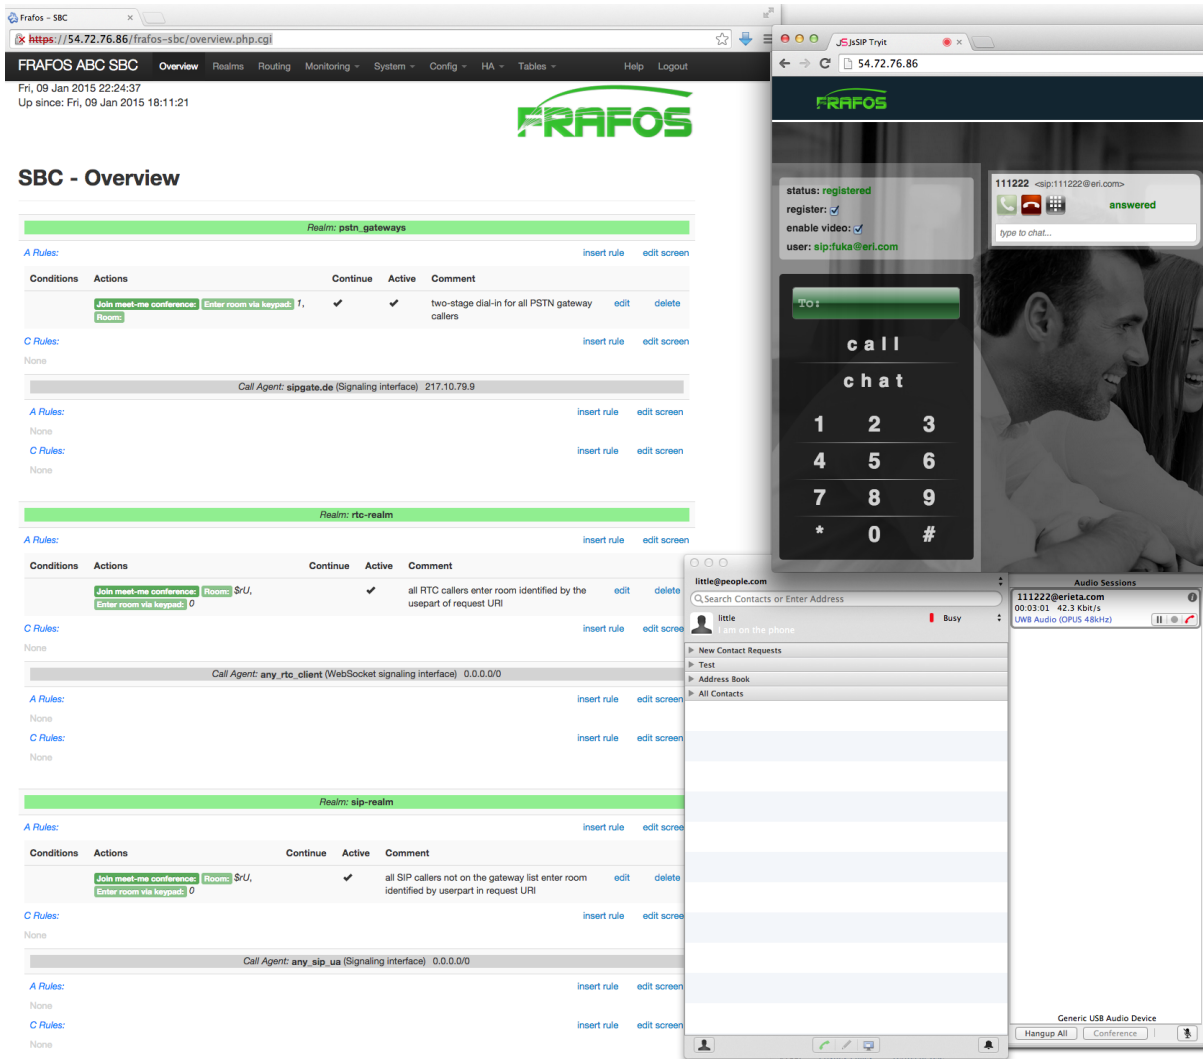 Frafos - SBC
https://54.72.76.86/frafos-sbc/overview.php.cgi
FRAFOS ABC SBC Overview Realms Routing Monitoring System Config HA Tables Help Logout
Fri, 09 Jan 2015 22:24:37
Up since: Fri, 09 Jan 2015 18:11:21
FRAFOS
SBC - Overview
Realm: pstn_gateways
A Rules: insert rule edit screen
Conditions Actions Continue Active Comment
Join meet-me conference: Enter room via keypad: 1, ✔ ✔ two-stage dial-in for all PSTN gateway edit delete
Room: callers
C Rules: insert rule edit screen
None
Call Agent: sipgate.de (Signaling interface) 217.10.79.9
A Rules: insert rule edit screen
None
C Rules: insert rule edit screen
None
Realm: rtc-realm
A Rules: insert rule edit screen
Conditions Actions Continue Active Comment
Join meet-me conference: Room: $rU, ✔ all RTC callers enter room identified by the edit delete
Enter room via keypad: 0 usepart of request URI
C Rules: insert rule edit screen
None
Call Agent: any_rtc_client (WebSocket signaling interface) 0.0.0.0/0
A Rules: insert rule edit screen
None
C Rules: insert rule edit screen
None
Realm: sip-realm
A Rules: insert rule edit scree
Conditions Actions Continue Active Comment
Join meet-me conference: Room: $rU, ✔ all SIP callers not on the gateway list enter room edit delete
Enter room via keypad: 0 identified by userpart in request URI
C Rules: insert rule edit scree
None
Call Agent: any_sip_ua (Signaling interface) 0.0.0.0/0
A Rules: insert rule edit screen
None
C Rules: insert rule edit screen
None
JS JsSIP Tryit
54.72.76.86
FRAFOS
status: registered
register:
enable video:
user: sip:fuka@eri.com
111222 <sip:111222@eri.com>
answered
type to chat...
To:
call
chat
1 2 3
4 5 6
7 8 9
* 0 #
little@people.com
Search Contacts or Enter Address
little Busy
I am on the phone
New Contact Requests
Test
Address Book
All Contacts
Audio Sessions
111222@erieta.com
00:03:01 42.3 Kbit/s
UWB Audio (OPUS 48kHz)
Generic USB Audio Device
Hangup All Conference